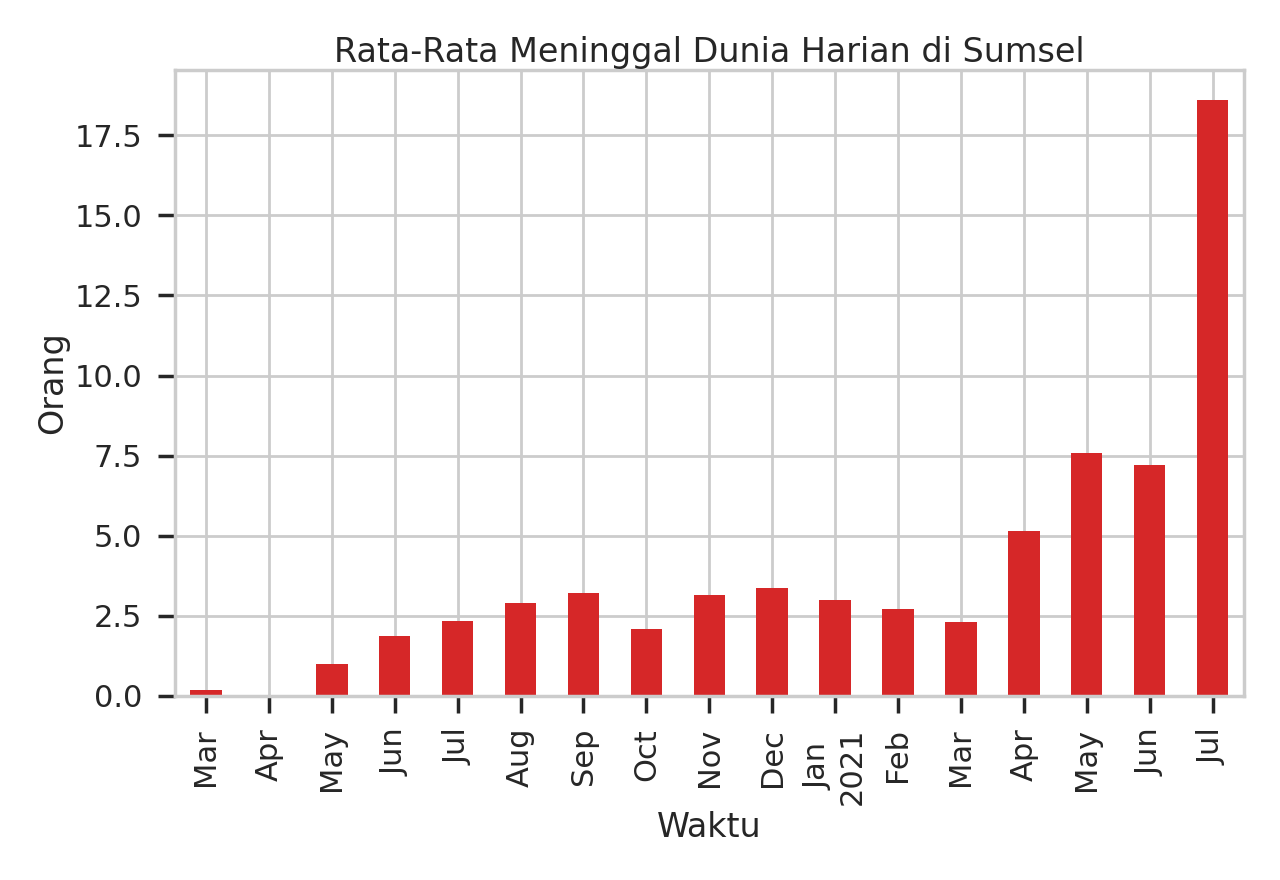 Rata-Rata Meninggal Dunia Harian di Sumsel
Orang
17.5
15.0
12.5
10.0
7.5
5.0
2.5
0.0
Mar
Apr
May
Jun
Jul
Aug
Sep
Oct
Nov
Dec
Jan
2021
Feb
Mar
Apr
May
Jun
Jul
Waktu